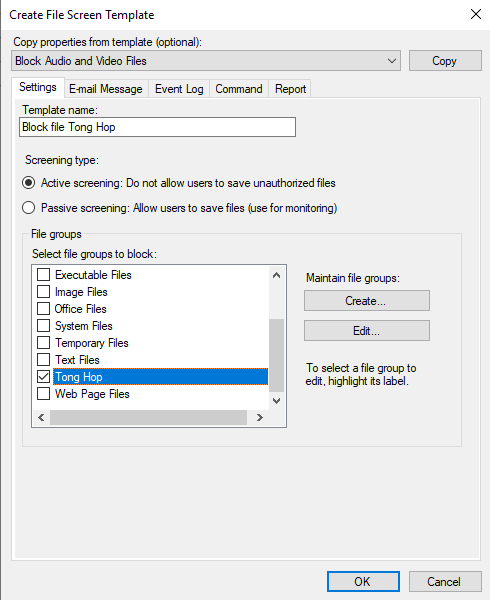 Create File Screen Template
Copy properties from template (optional):
Block Audio and Video Files
Copy
Settings E-mail Message Event Log Command Report
Template name:
Block file Tong Hop
Screening type:
Active screening: Do not allow users to save unauthorized files
Passive screening: Allow users to save files (use for monitoring)
File groups
Select file groups to block:
Executable Files
Image Files
Office Files
System Files
Temporary Files
Text Files
Tong Hop
Web Page Files
Maintain file groups:
Create...
Edit...
To select a file group to
edit, highlight its label.
OK
Cancel